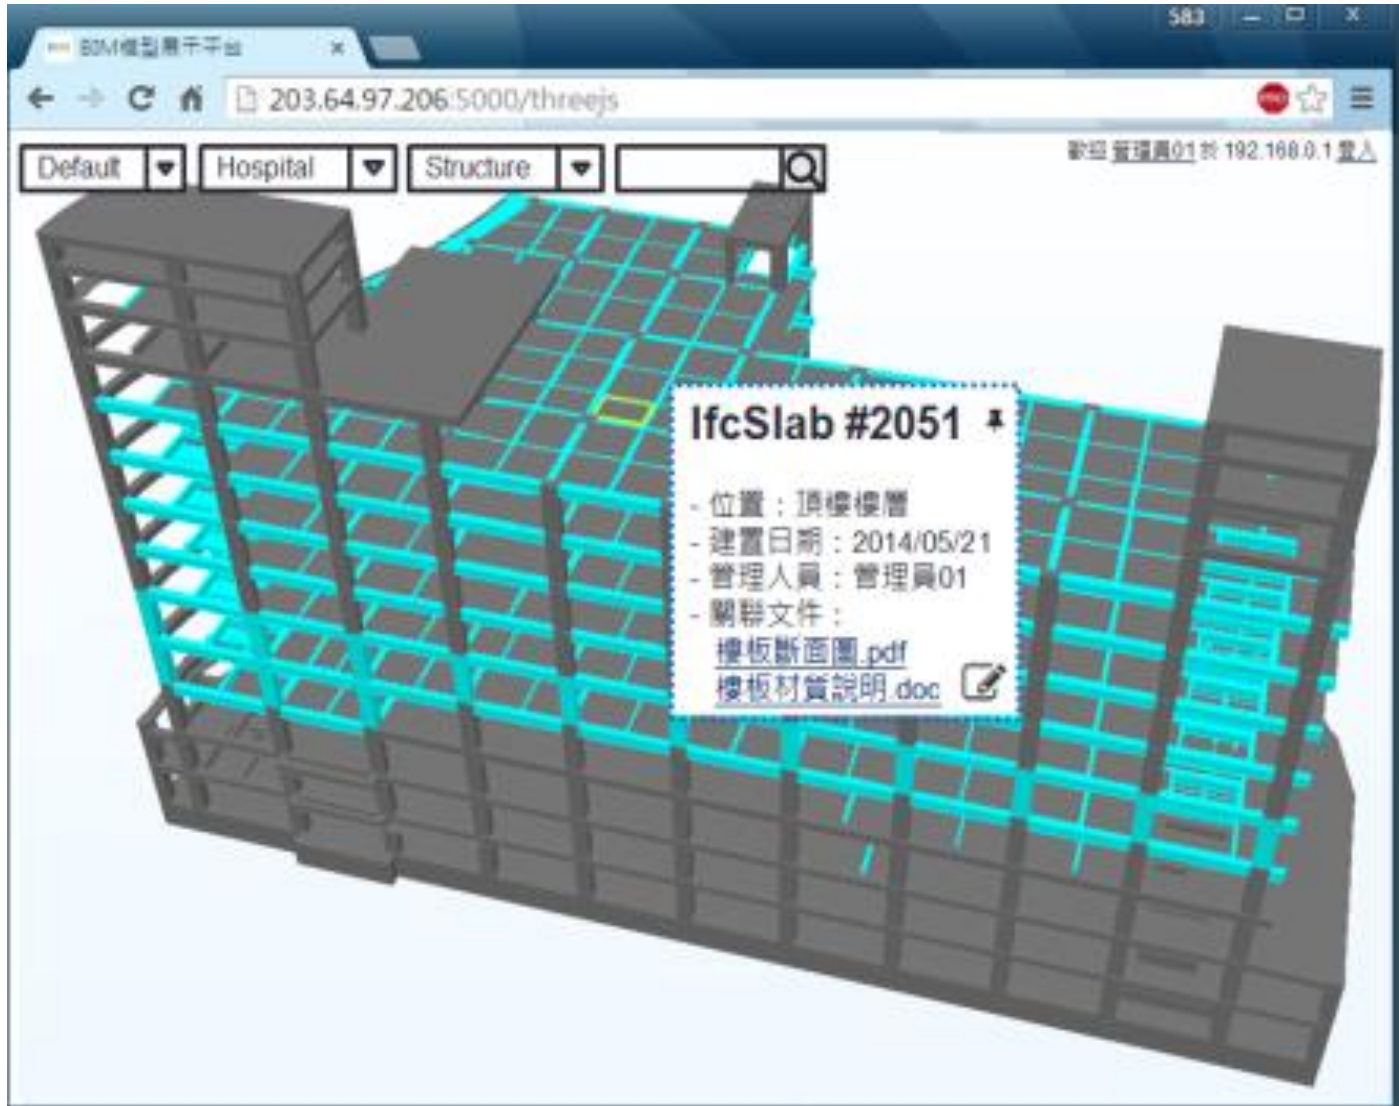 583
BIM模型展示平台
203.64.97.206:5000/threejs
Default
Hospital
Structure
歡迎 管理員01 於 192.168.0.1 登入
IfcSlab #2051
- 位置：頂樓樓層
- 建置日期：2014/05/21
- 管理人員：管理員01
- 關聯文件：
樓板斷面圖.pdf
樓板材質說明.doc